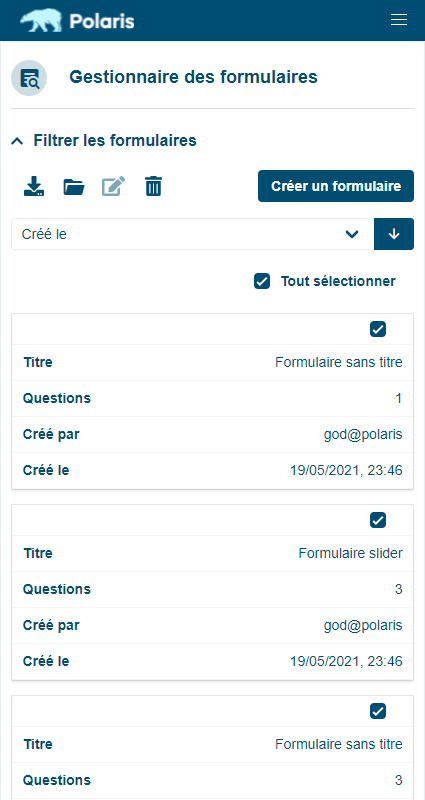 Polaris
Gestionnaire des formulaires
Filtrer les formulaires
Créer un formulaire
Créé le
Tout sélectionner
Titre Formulaire sans titre
Questions 1
Créé par god@polaris
Créé le 19/05/2021, 23:46
Titre Formulaire slider
Questions 3
Créé par god@polaris
Créé le 19/05/2021, 23:46
Titre Formulaire sans titre
Questions 3